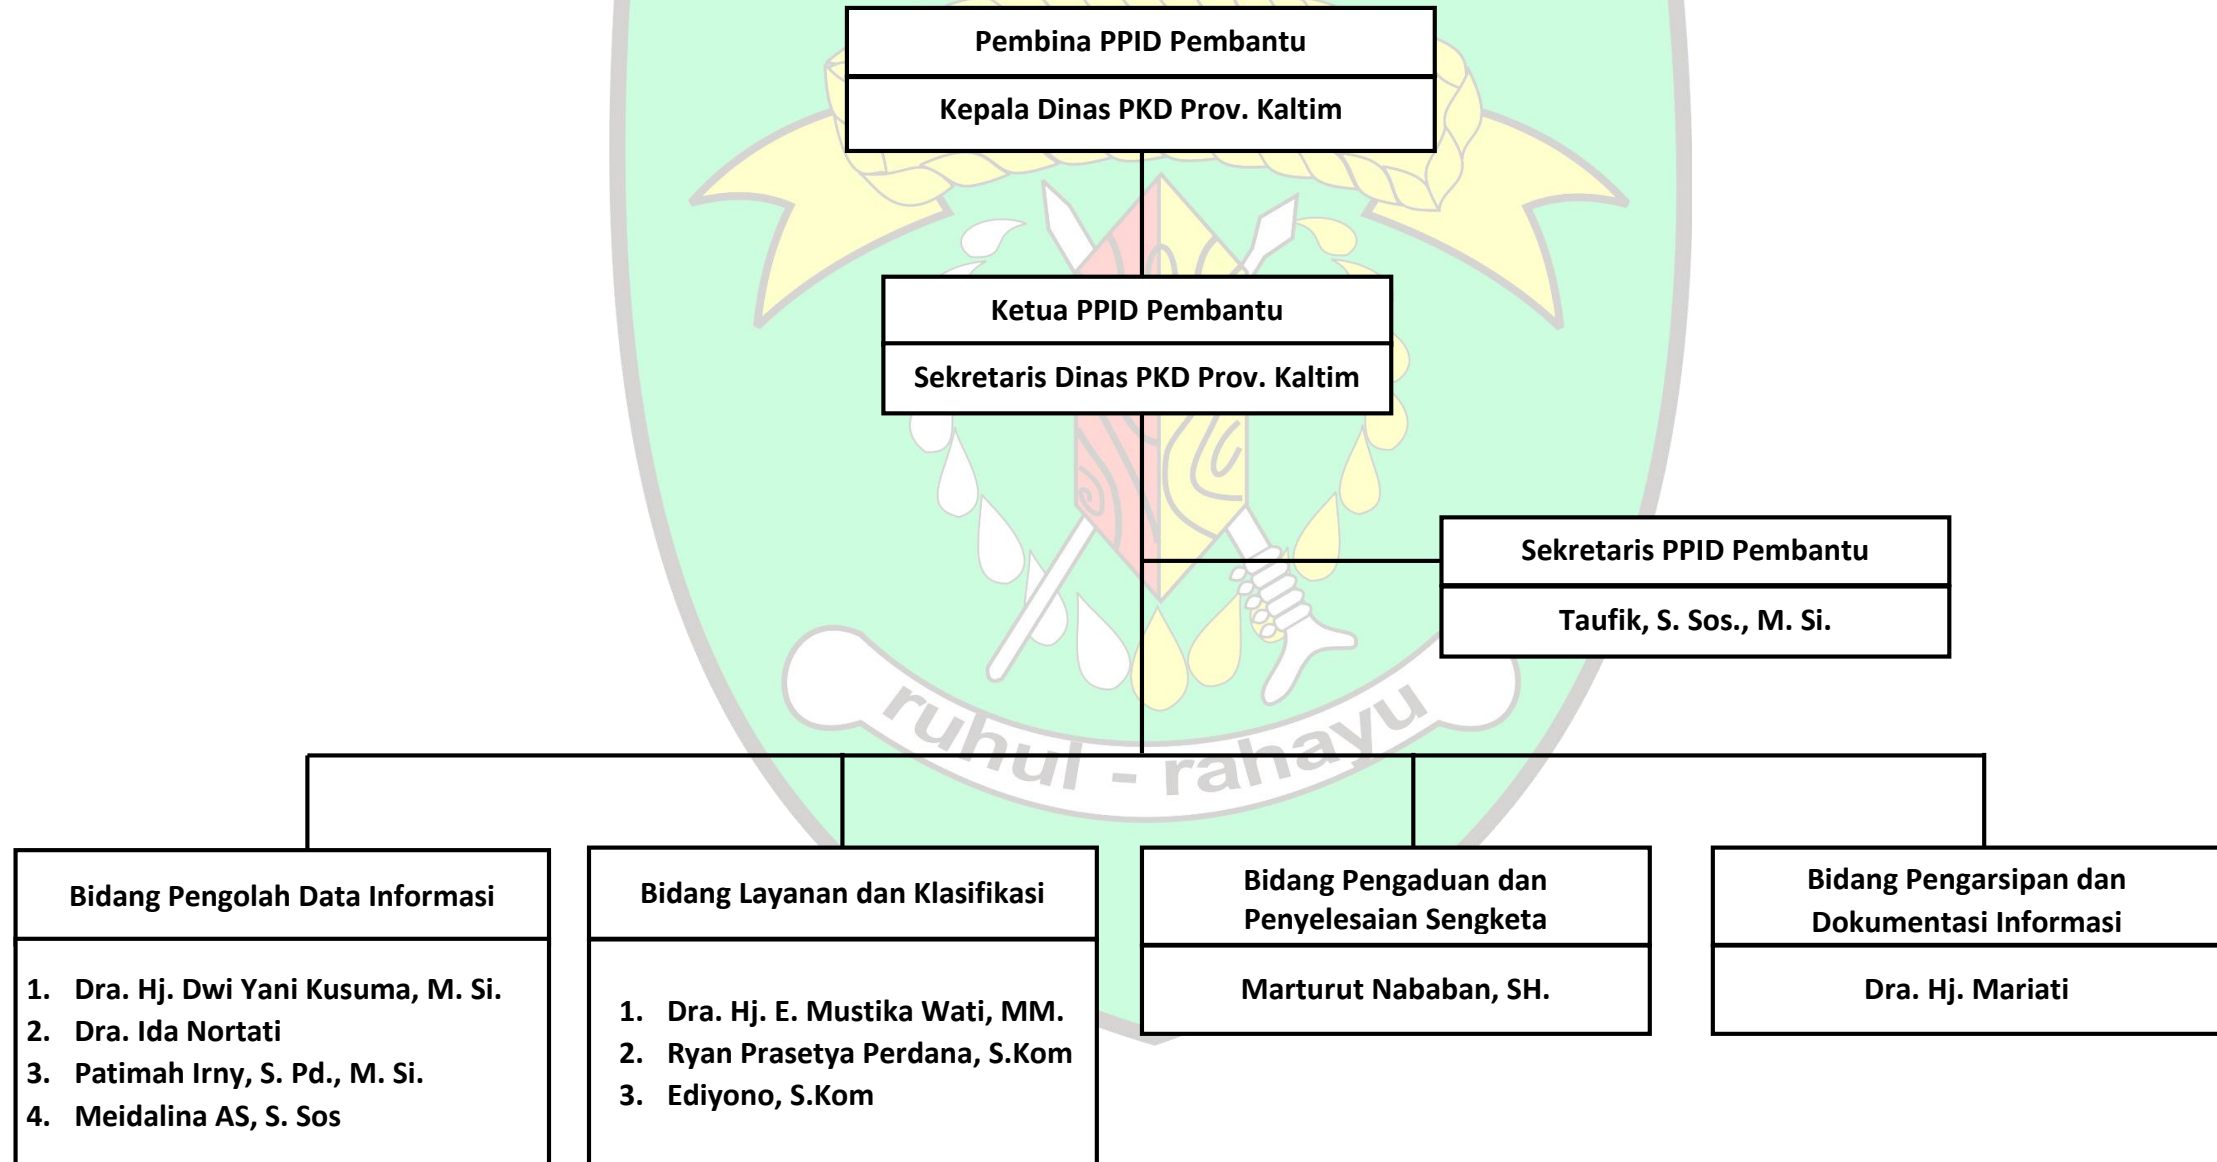 Pembina PPID Pembantu
Kepala Dinas PKD Prov. Kaltim
Ketua PPID Pembantu
Sekretaris Dinas PKD Prov. Kaltim
Sekretaris PPID Pembantu
Taufik, S. Sos., M. Si.
ruhul - rahayu
Bidang Pengolah Data Informasi
1. Dra. Hj. Dwi Yani Kusuma, M. Si.
2. Dra. Ida Nortati
3. Patimah Irny, S. Pd., M. Si.
4. Meidalina AS, S. Sos
Bidang Layanan dan Klasifikasi
1. Dra. Hj. E. Mustika Wati, MM.
2. Ryan Prasetya Perdana, S.Kom
3. Ediyono, S.Kom
Bidang Pengaduan dan
Penyelesaian Sengketa
Marturut Nababan, SH.
Bidang Pengarsipan dan
Dokumentasi Informasi
Dra. Hj. Mariati